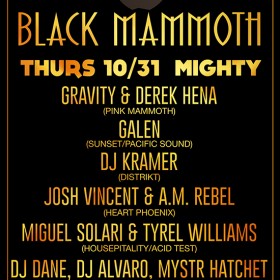 BLACK MAMMOTH
THURS 10/31 MIGHTY
GRAVITY & DEREK HENA
(PINK MAMMOTH)
GALEN
(SUNSET/PACIFIC SOUND)
DJ KRAMER
(DISTRIKT)
JOSH VINCENT & A.M. REBEL
(HEART PHOENIX)
MIGUEL SOLARI & TYREL WILLIAMS
(HOUSEPITALITY/ACID TEST)
DJ DANE, DJ ALVARO, MYSTR HATCHET